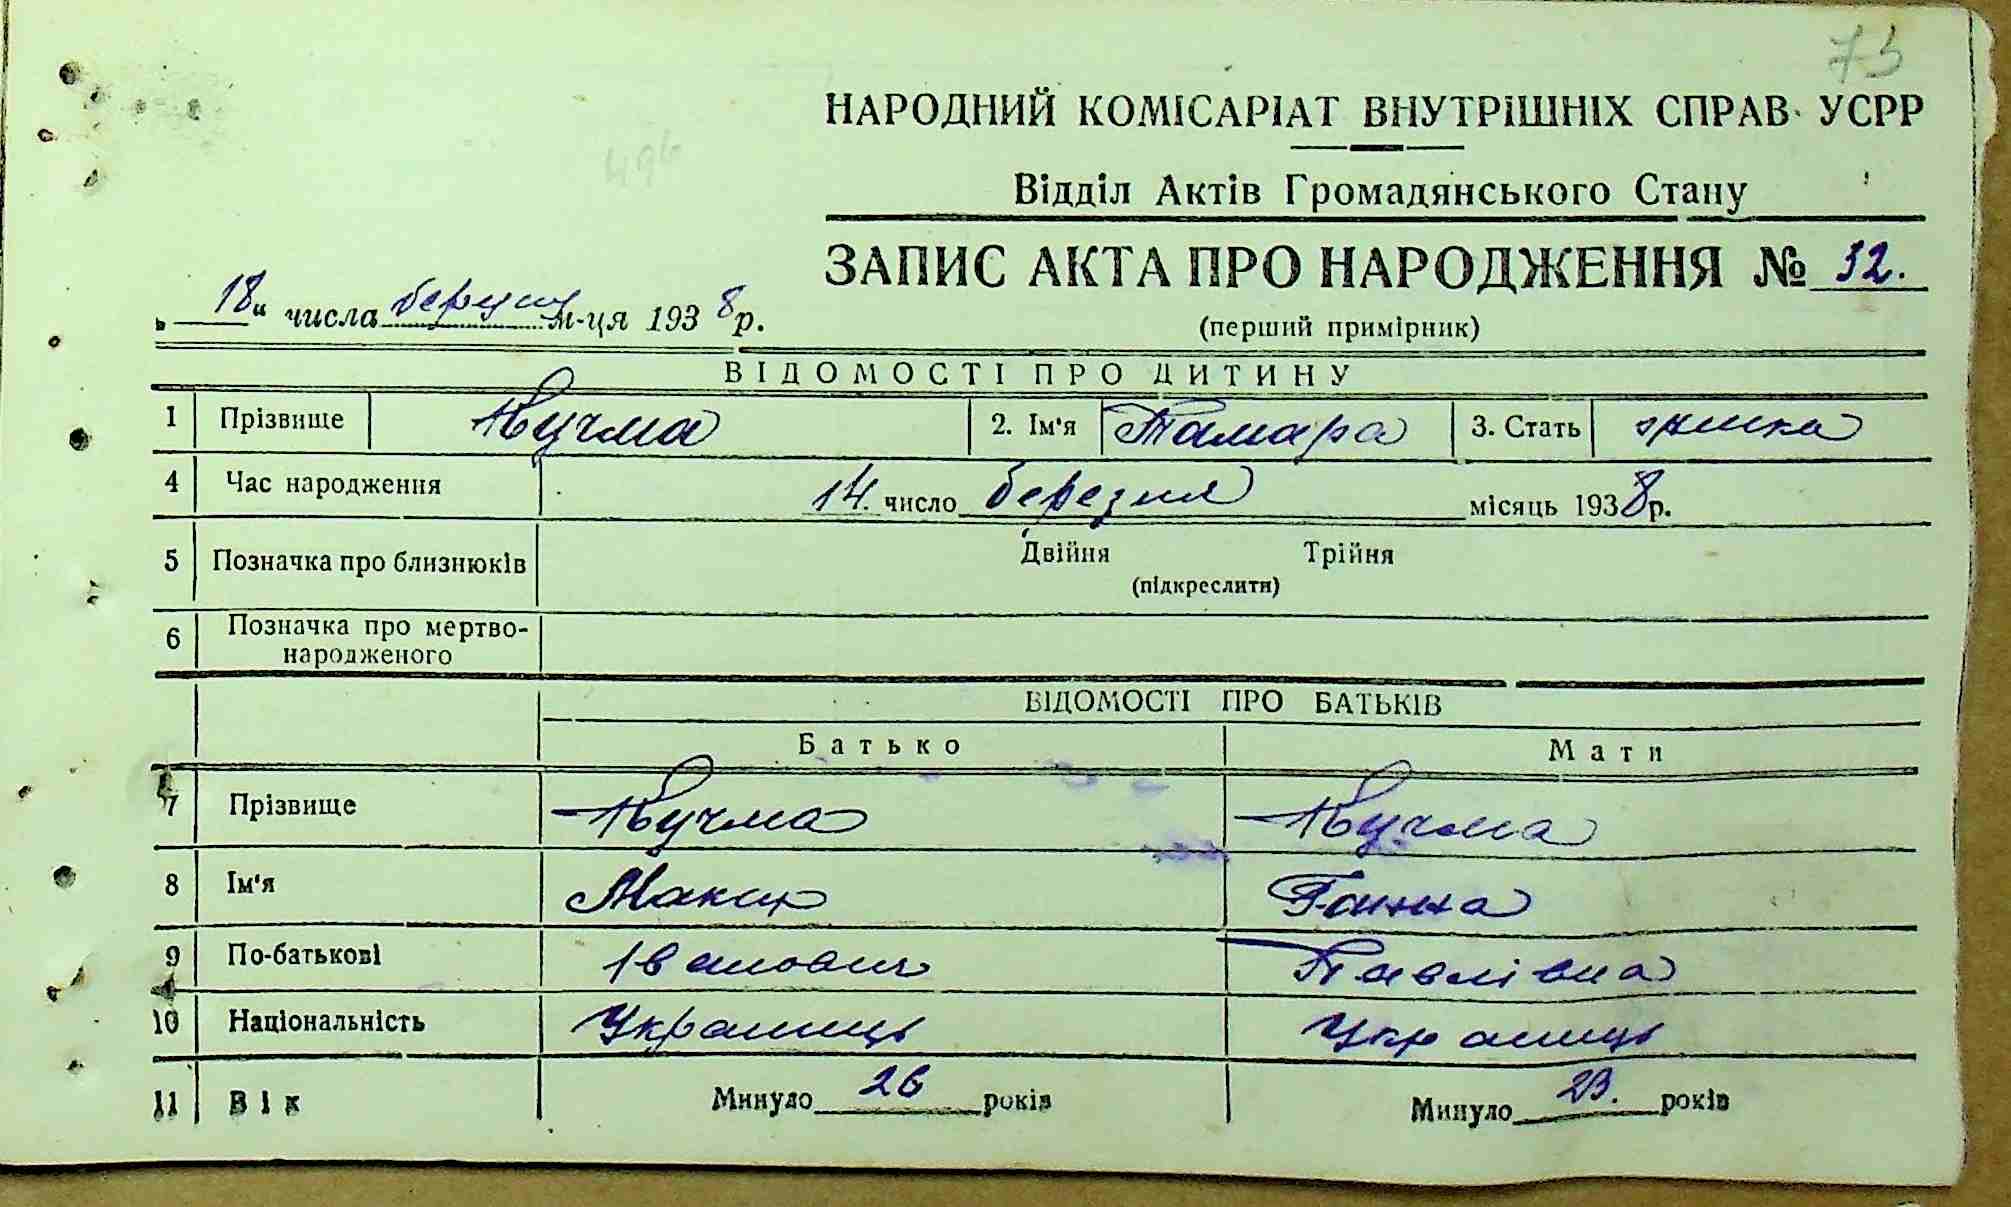 73
496
НАРОДНИЙ КОМІСАРІАТ ВНУТРІШНІХ СПРАВ УСРР
Відділ Актів Громадянського Стану
ЗАПИС АКТА ПРО НАРОДЖЕННЯ № 32.
„18“ числа березня м-ця 1938р.
(перший примірник)
ВІДОМОСТІ ПРО ДИТИНУ
1 Прізвище Кучма 2. Ім'я Тамара 3. Стать
4 Час народження 14. число березня місяць 1938р.
5 Позначка про близнюків Двійня Трійня
(підкреслити)
6 Позначка про мертво-
народженого
ВІДОМОСТІ ПРО БАТЬКІВ
Батько Мати
7 Прізвище Кучма Кучма
8 Ім'я Максим Ганна
9 По-батькові Іванович Павлівна
10 Національність Українець Українець
11 Вік Минуло 26 років Минуло 23. років